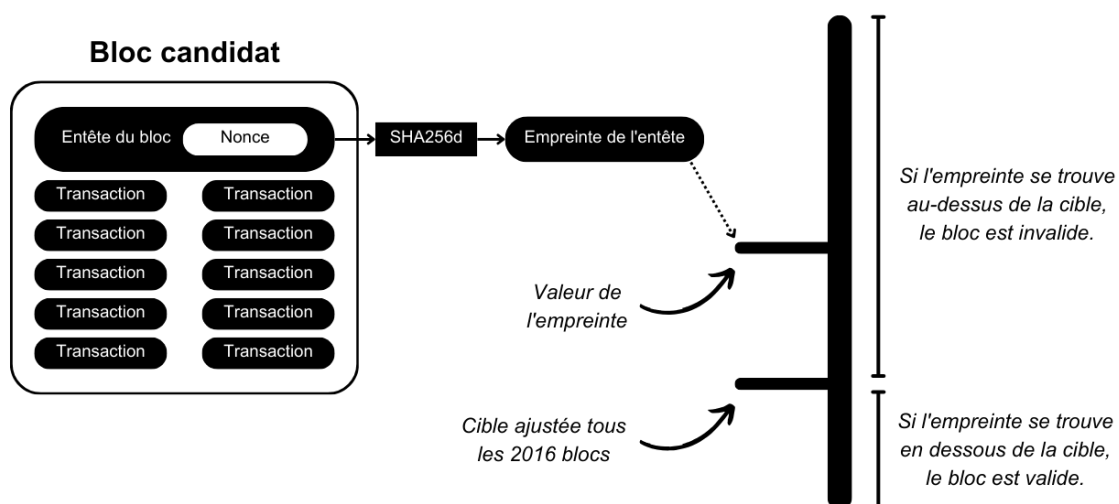 Bloc candidat
Entête du bloc
Nonce
SHA256d
Empreinte de l'entête
Transaction
Transaction
Transaction
Transaction
Transaction
Transaction
Transaction
Transaction
Transaction
Transaction
Valeur de
l'empreinte
Cible ajustée tous
les 2016 blocs
Si l'empreinte se trouve
au-dessus de la cible,
le bloc est invalide.
Si l'empreinte se trouve
en dessous de la cible,
le bloc est valide.